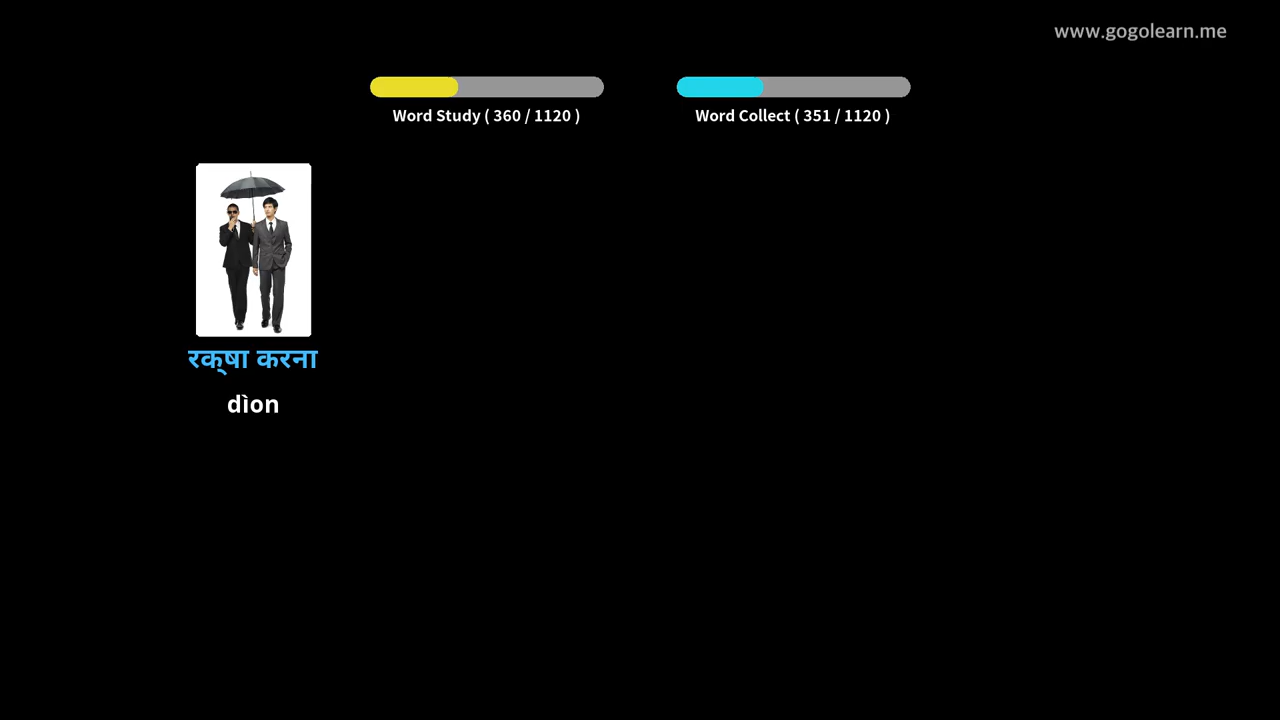 www.gogolearn.me
Word Study ( 360 / 1120 )
Word Collect ( 351 / 1120 )
रक्षा करना
dìon